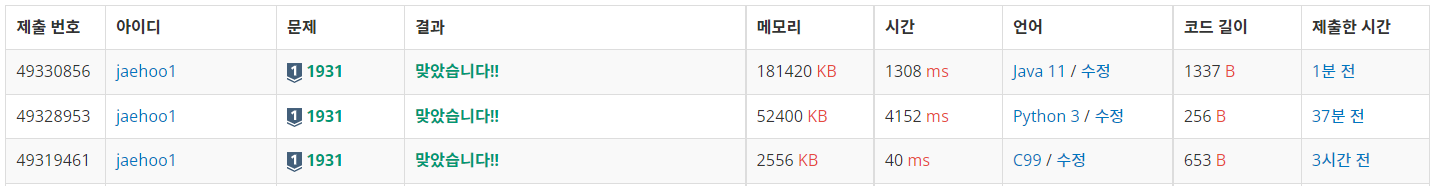 제출 번호 아이디 문제 결과 메모리 시간 언어 코드 길이 제출한 시간
49330856 jaehoo1 1 1931 맞았습니다!! 181420 KB 1308 ms Java 11 / 수정 1337 B 1분 전
49328953 jaehoo1 1 1931 맞았습니다!! 52400 KB 4152 ms Python 3 / 수정 256 B 37분 전
49319461 jaehoo1 1 1931 맞았습니다!! 2556 KB 40 ms C99 / 수정 653 B 3시간 전